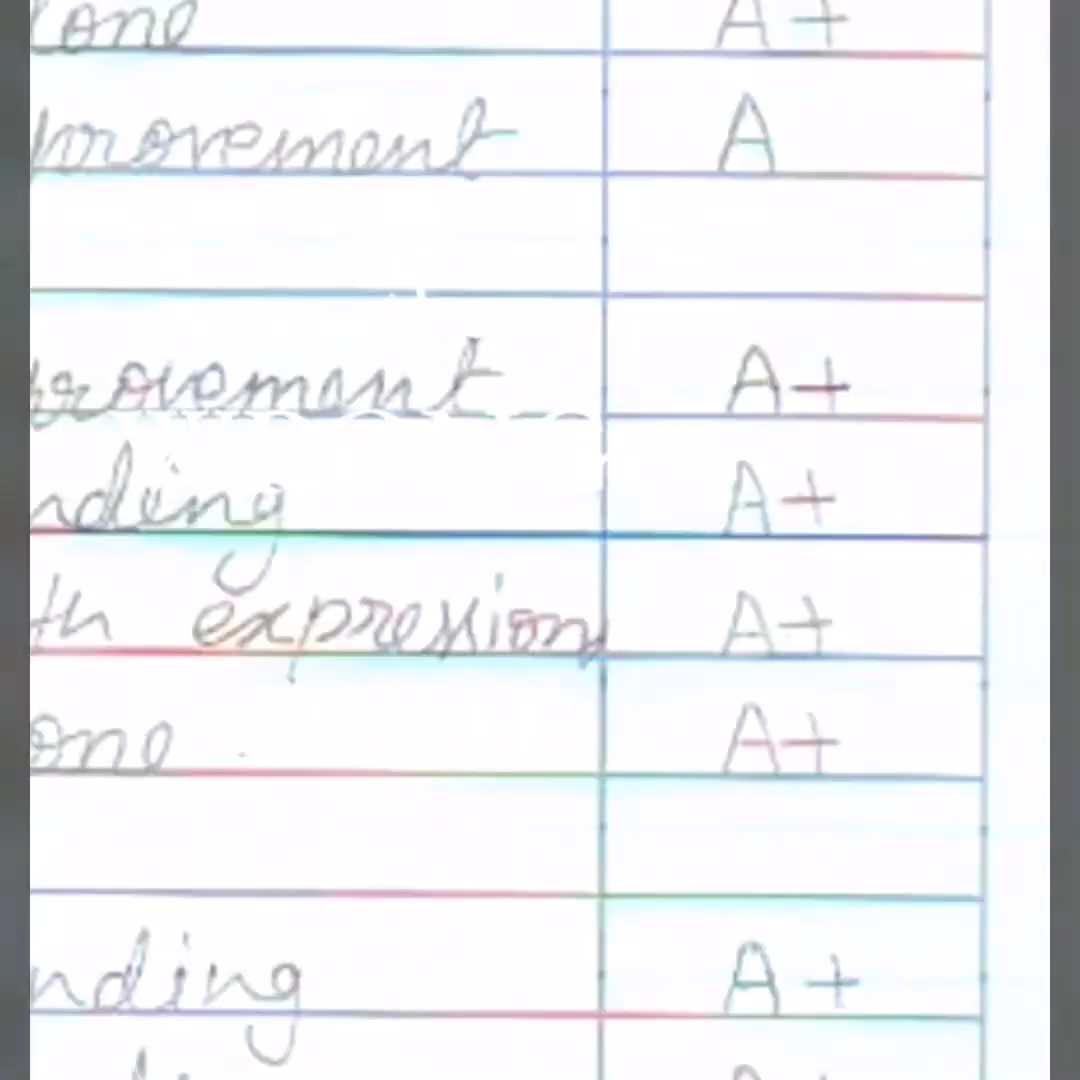 one A+
provement A
rovement A+
nding A+
th expression A+
one A+
nding A+